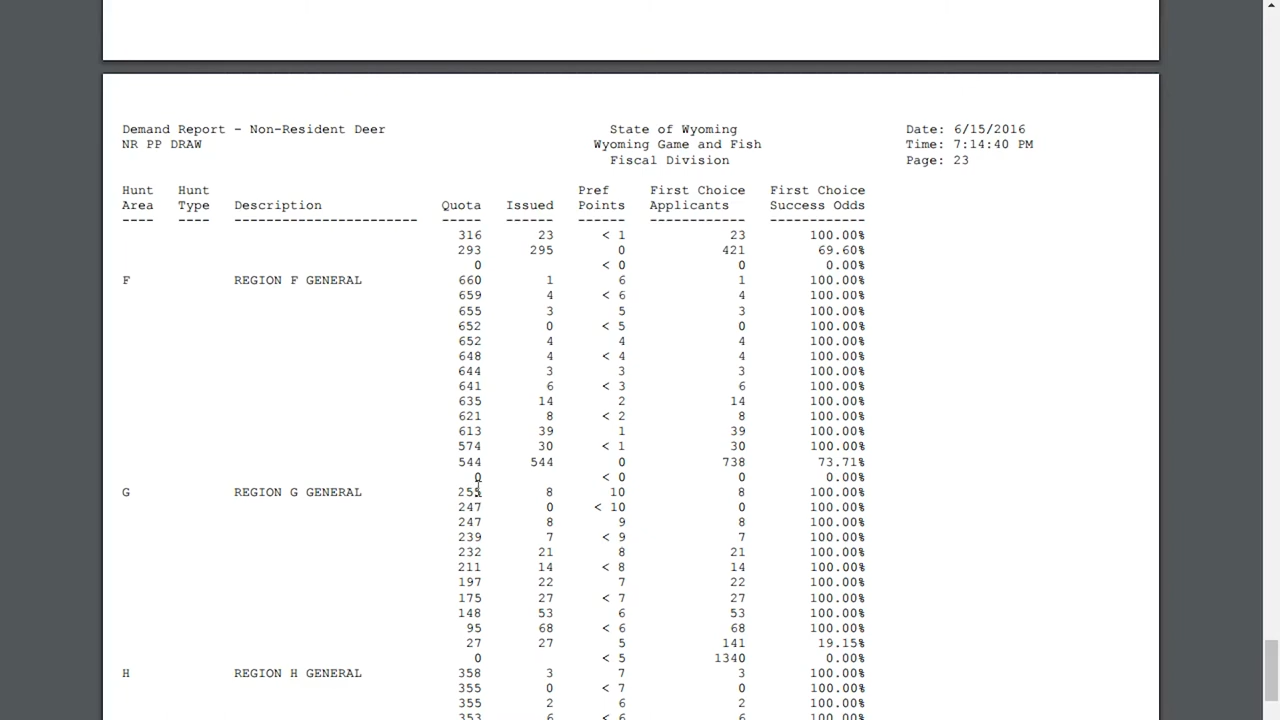 Demand Report - Non-Resident Deer State of Wyoming Date: 6/15/2016
NR PP DRAW Wyoming Game and Fish Time: 7:14:40 PM
Fiscal Division Page: 23
Hunt Hunt Pref First Choice First Choice
Area Type Description Quota Issued Points Applicants Success Odds
---- ---- ----------------------- ----- ------ ------ ------------ ------------
316 23 < 1 23 100.00%
293 295 0 421 69.60%
0 < 0 0 0.00%
F REGION F GENERAL 660 1 6 1 100.00%
659 4 < 6 4 100.00%
655 3 5 3 100.00%
652 0 < 5 0 100.00%
652 4 4 4 100.00%
648 4 < 4 4 100.00%
644 3 3 3 100.00%
641 6 < 3 6 100.00%
635 14 2 14 100.00%
621 8 < 2 8 100.00%
613 39 1 39 100.00%
574 30 < 1 30 100.00%
544 544 0 738 73.71%
0 < 0 0 0.00%
G REGION G GENERAL 255 8 10 8 100.00%
247 0 < 10 0 100.00%
247 8 9 8 100.00%
239 7 < 9 7 100.00%
232 21 8 21 100.00%
211 14 < 8 14 100.00%
197 22 7 22 100.00%
175 27 < 7 27 100.00%
148 53 6 53 100.00%
95 68 < 6 68 100.00%
27 27 5 141 19.15%
0 < 5 1340 0.00%
H REGION H GENERAL 358 3 7 3 100.00%
355 0 < 7 0 100.00%
355 2 6 2 100.00%
353 6 < 6 6 100.00%